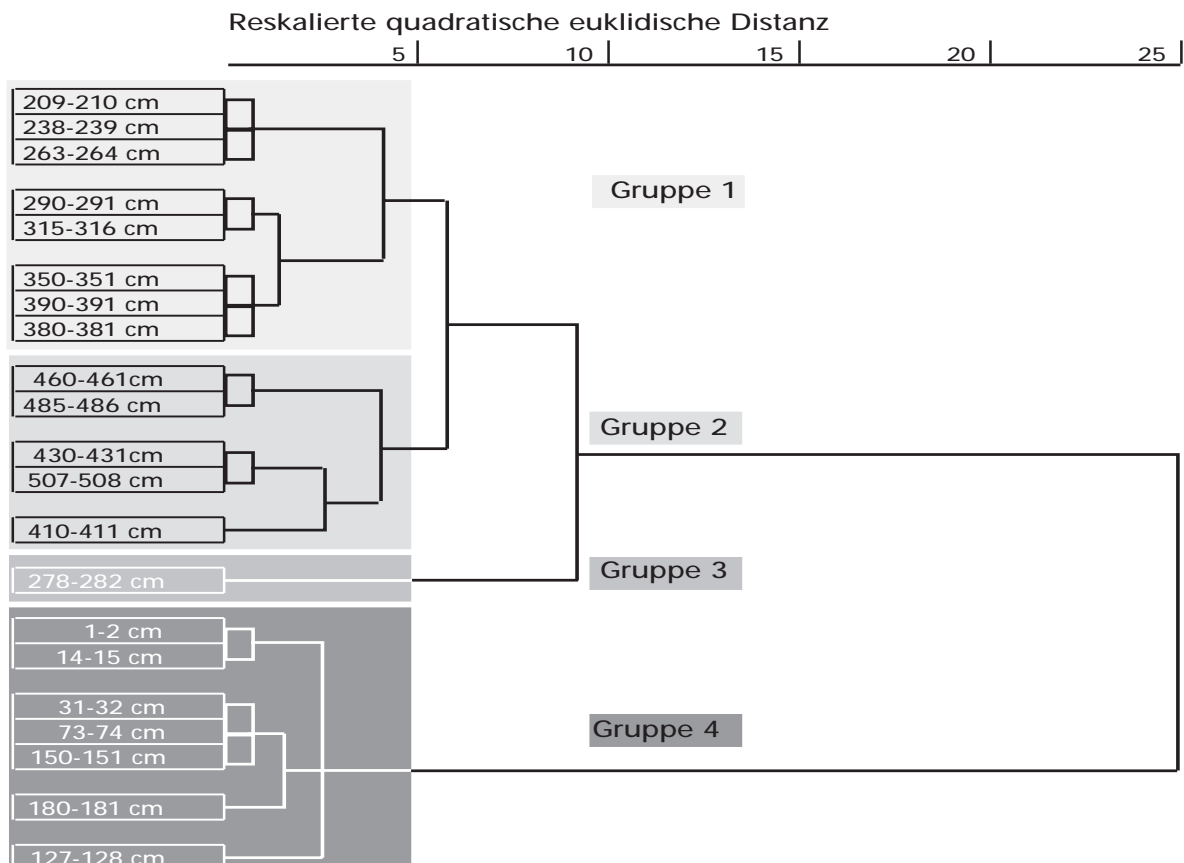 Reskalierte quadratische euklidische Distanz
5 10 15 20 25
209-210 cm
238-239 cm
263-264 cm
Gruppe 1
290-291 cm
315-316 cm
350-351 cm
390-391 cm
380-381 cm
460-461cm
485-486 cm
Gruppe 2
430-431cm
507-508 cm
410-411 cm
278-282 cm
Gruppe 3
1-2 cm
14-15 cm
31-32 cm
73-74 cm
Gruppe 4
150-151 cm
180-181 cm
127-128 cm